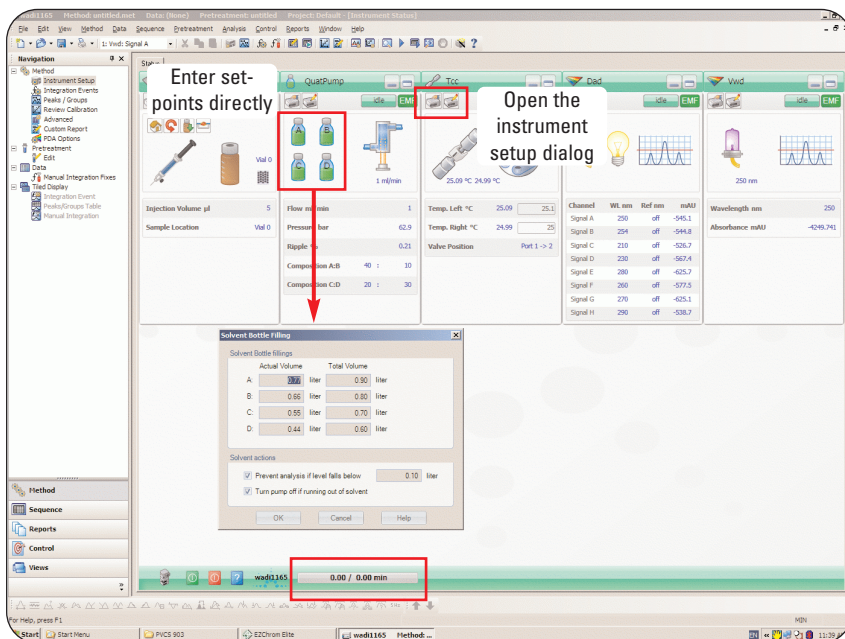 wadi1165 Method: untitled.met Data: (None) Pretreatment: untitled Project: Default - [Instrument Status]
File Edit View Method Data Sequence Pretreatment Analysis Control Reports Window Help
1: Vwd: Signal A
Navigation
Method
Instrument Setup
Integration Events
Peaks / Groups
Review Calibration
Advanced
Custom Report
PDA Options
Pretreatment
Edit
Data
Manual Integration Fixes
Tiled Display
Integration Event
Peaks/Groups Table
Manual Integration
Method
Sequence
Reports
Control
Views
Status
Enter set-
points directly
Vial 0
Injection Volume µl 5
Sample Location Vial 0
QuatPump
idle EMF
A B
C D
1 ml/min
Flow ml/min 1
Pressure bar 62.9
Ripple % 0.21
Composition A:B 40 : 10
Composition C:D 20 : 30
Tcc
Open the
instrument
setup dialog
25.09 °C 24.99 °C
Temp. Left °C 25.09 25.1
Temp. Right °C 24.99 25
Valve Position Port 1 -> 2
Dad
idle EMF
Channel WL nm Ref nm mAU
Signal A 250 off -545.1
Signal B 254 off -544.8
Signal C 210 off -526.7
Signal D 230 off -567.4
Signal E 280 off -625.7
Signal F 260 off -577.5
Signal G 270 off -625.1
Signal H 290 off -538.7
Vwd
idle EMF
250 nm
Wavelength nm 250
Absorbance mAU -4249.741
Solvent Bottle Filling
Solvent Bottle fillings
Actual Volume Total Volume
A: 0.77 liter 0.90 liter
B: 0.66 liter 0.80 liter
C: 0.55 liter 0.70 liter
D: 0.44 liter 0.60 liter
Solvent actions
Prevent analysis if level falls below 0.10 liter
Turn pump off if running out of solvent
OK Cancel Help
wadi1165 0.00 / 0.00 min
For Help, press F1
MIN
Start Start Menu PVCS 903 EZChrom Elite wadi1165 Method: ... EN 11:39